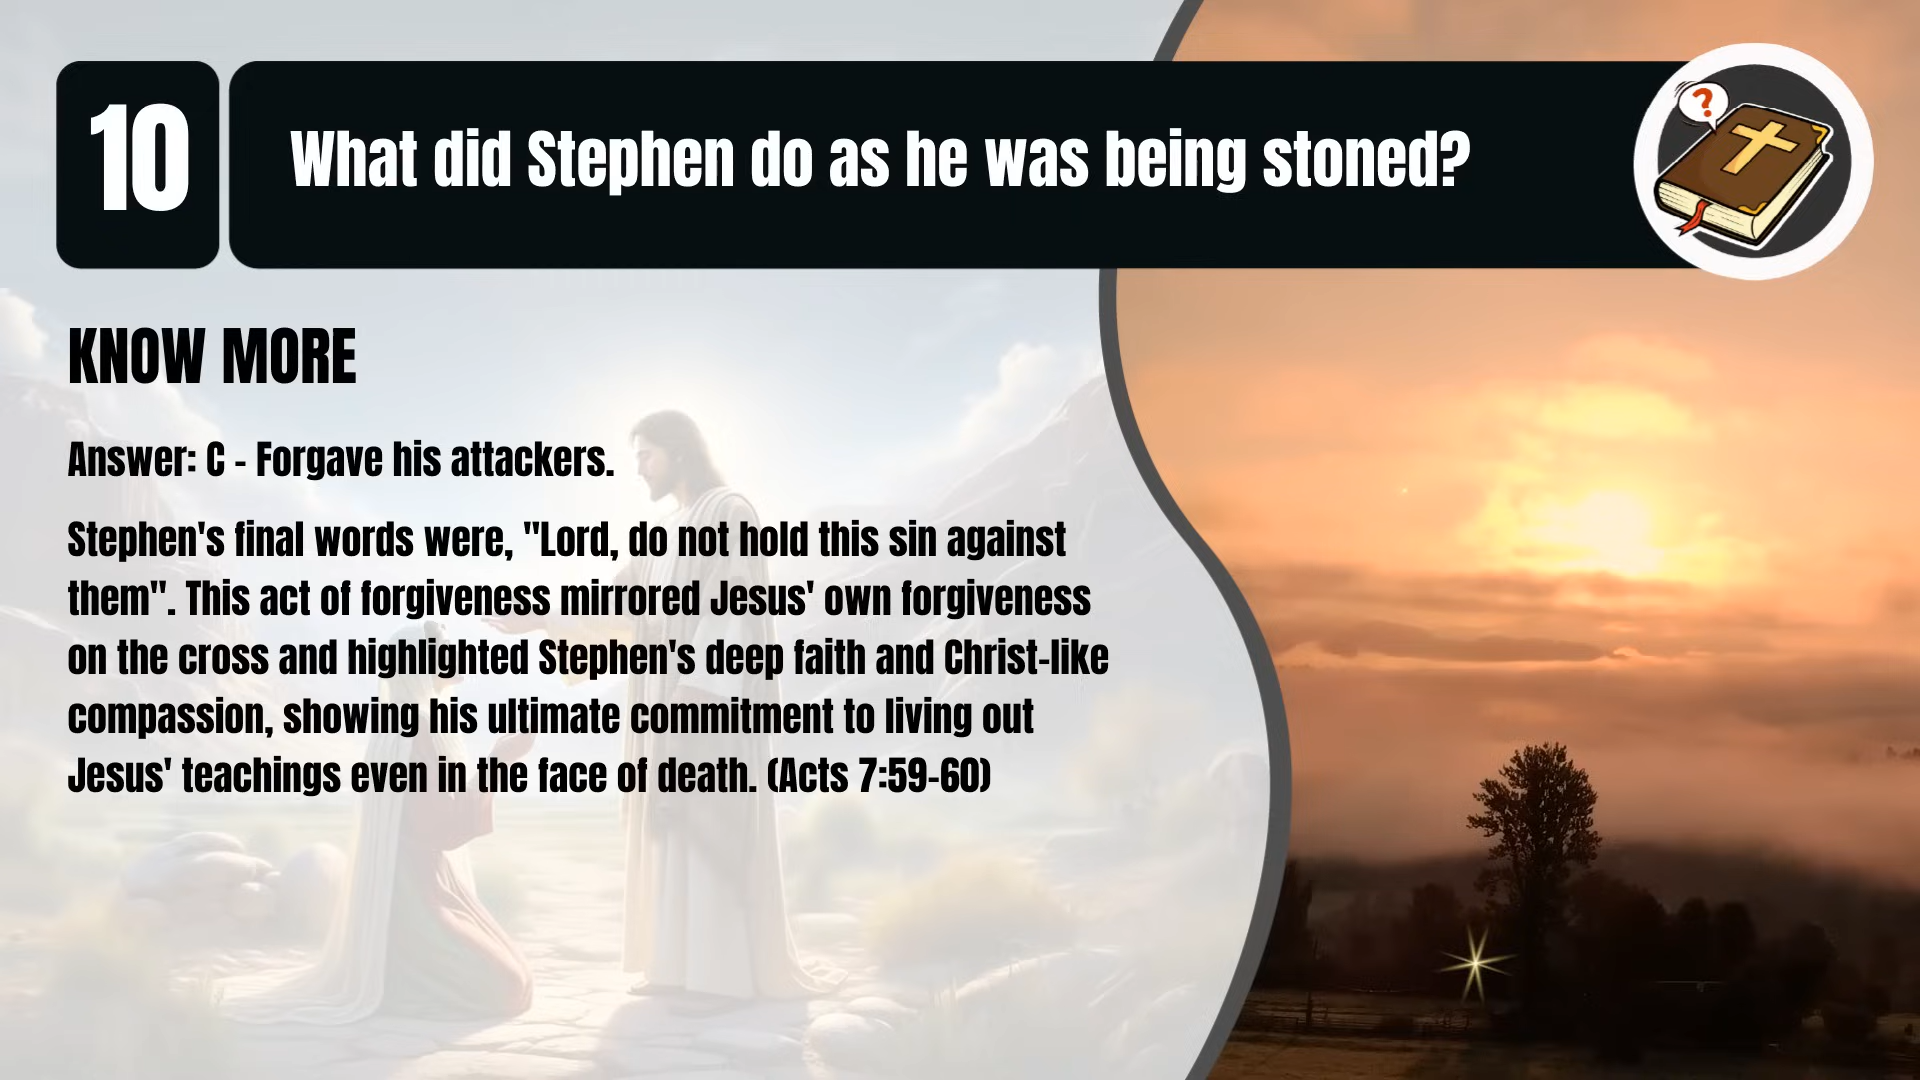 10
What did Stephen do as he was being stoned?
?
KNOW MORE
Answer: C - Forgave his attackers.
Stephen's final words were, "Lord, do not hold this sin against
them". This act of forgiveness mirrored Jesus' own forgiveness
on the cross and highlighted Stephen's deep faith and Christ-like
compassion, showing his ultimate commitment to living out
Jesus' teachings even in the face of death. (Acts 7:59-60)